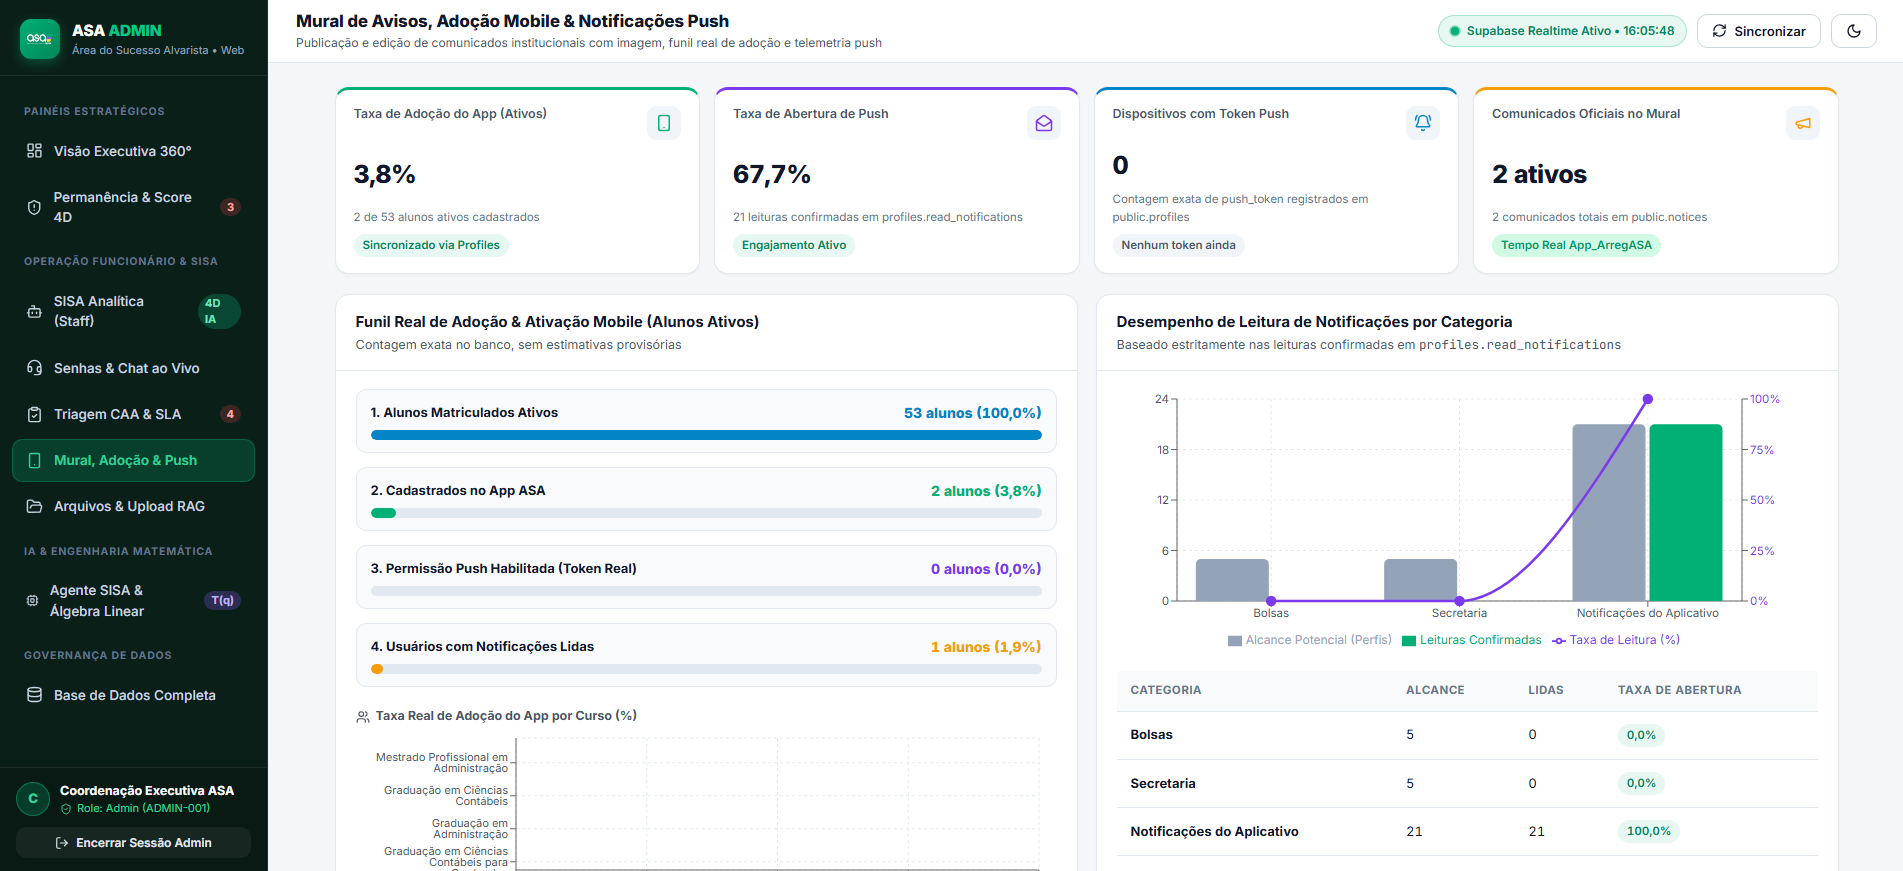 asa
ASA ADMIN
Área do Sucesso Alvarista • Web
PAINÉIS ESTRATÉGICOS
Visão Executiva 360°
Permanência & Score
4D
3
OPERAÇÃO FUNCIONÁRIO & SISA
SISA Analítica
(Staff)
4D
IA
Senhas & Chat ao Vivo
Triagem CAA & SLA
4
Mural, Adoção & Push
Arquivos & Upload RAG
IA & ENGENHARIA MATEMÁTICA
Agente SISA &
Álgebra Linear
T(q)
GOVERNANÇA DE DADOS
Base de Dados Completa
C
Coordenação Executiva ASA
Role: Admin (ADMIN-001)
Encerrar Sessão Admin
Mural de Avisos, Adoção Mobile & Notificações Push
Publicação e edição de comunicados institucionais com imagem, funil real de adoção e telemetria push
Supabase Realtime Ativo • 16:05:48
Sincronizar
Taxa de Adoção do App (Ativos)
3,8%
2 de 53 alunos ativos cadastrados
Sincronizado via Profiles
Taxa de Abertura de Push
67,7%
21 leituras confirmadas em profiles.read_notifications
Engajamento Ativo
Dispositivos com Token Push
0
Contagem exata de push_token registrados em
public.profiles
Nenhum token ainda
Comunicados Oficiais no Mural
2 ativos
2 comunicados totais em public.notices
Tempo Real App_ArregASA
Funil Real de Adoção & Ativação Mobile (Alunos Ativos)
Contagem exata no banco, sem estimativas provisórias
1. Alunos Matriculados Ativos
53 alunos (100,0%)
2. Cadastrados no App ASA
2 alunos (3,8%)
3. Permissão Push Habilitada (Token Real)
0 alunos (0,0%)
4. Usuários com Notificações Lidas
1 alunos (1,9%)
Taxa Real de Adoção do App por Curso (%)
Mestrado Profissional em
Administração
Graduação em Ciências
Contábeis
Graduação em
Administração
Graduação em Ciências
Contábeis para
Desempenho de Leitura de Notificações por Categoria
Baseado estritamente nas leituras confirmadas em profiles.read_notifications
24
18
12
6
0
100%
75%
50%
25%
0%
Bolsas
Secretaria
Notificações do Aplicativo
Alcance Potencial (Perfis)
Leituras Confirmadas
Taxa de Leitura (%)
CATEGORIA ALCANCE LIDAS TAXA DE ABERTURA
Bolsas 5 0 0,0%
Secretaria 5 0 0,0%
Notificações do Aplicativo 21 21 100,0%